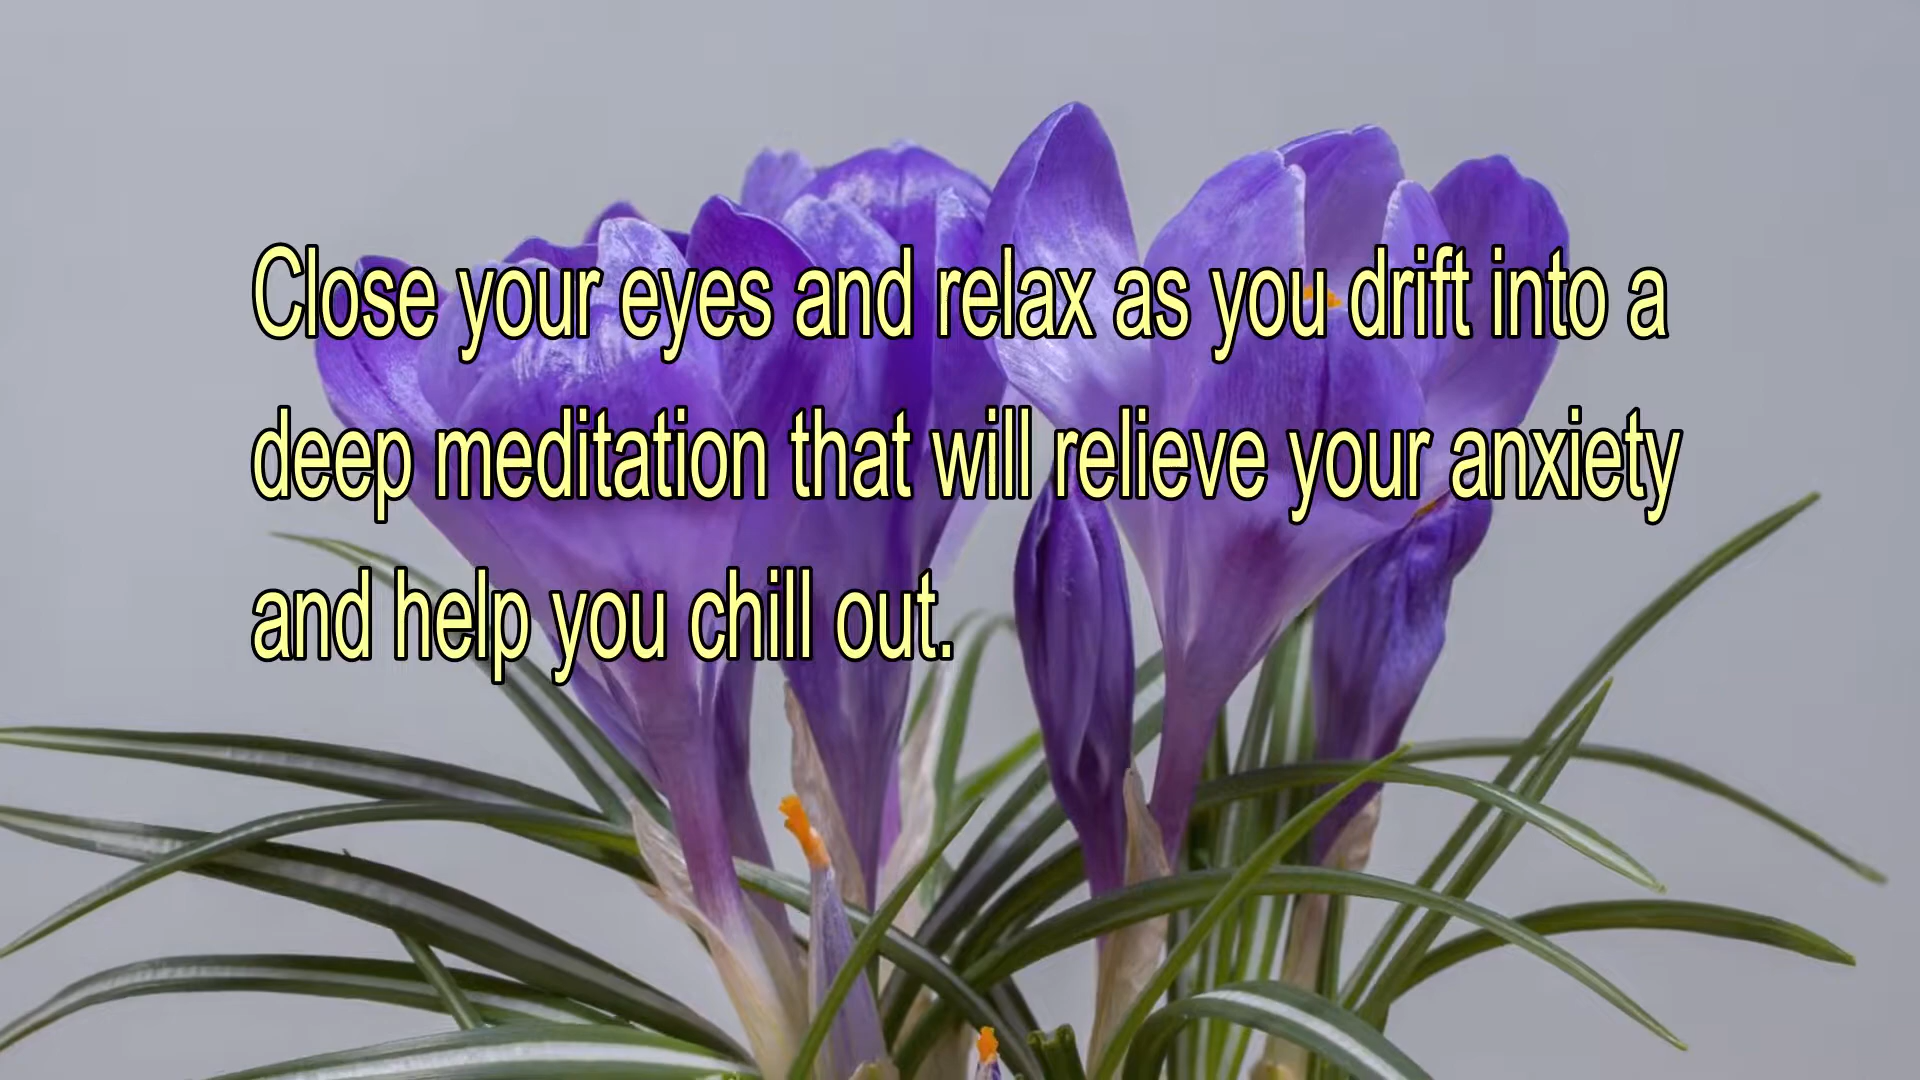 Close your eyes and relax as you drift into a
deep meditation that will relieve your anxiety
and help you chill out.